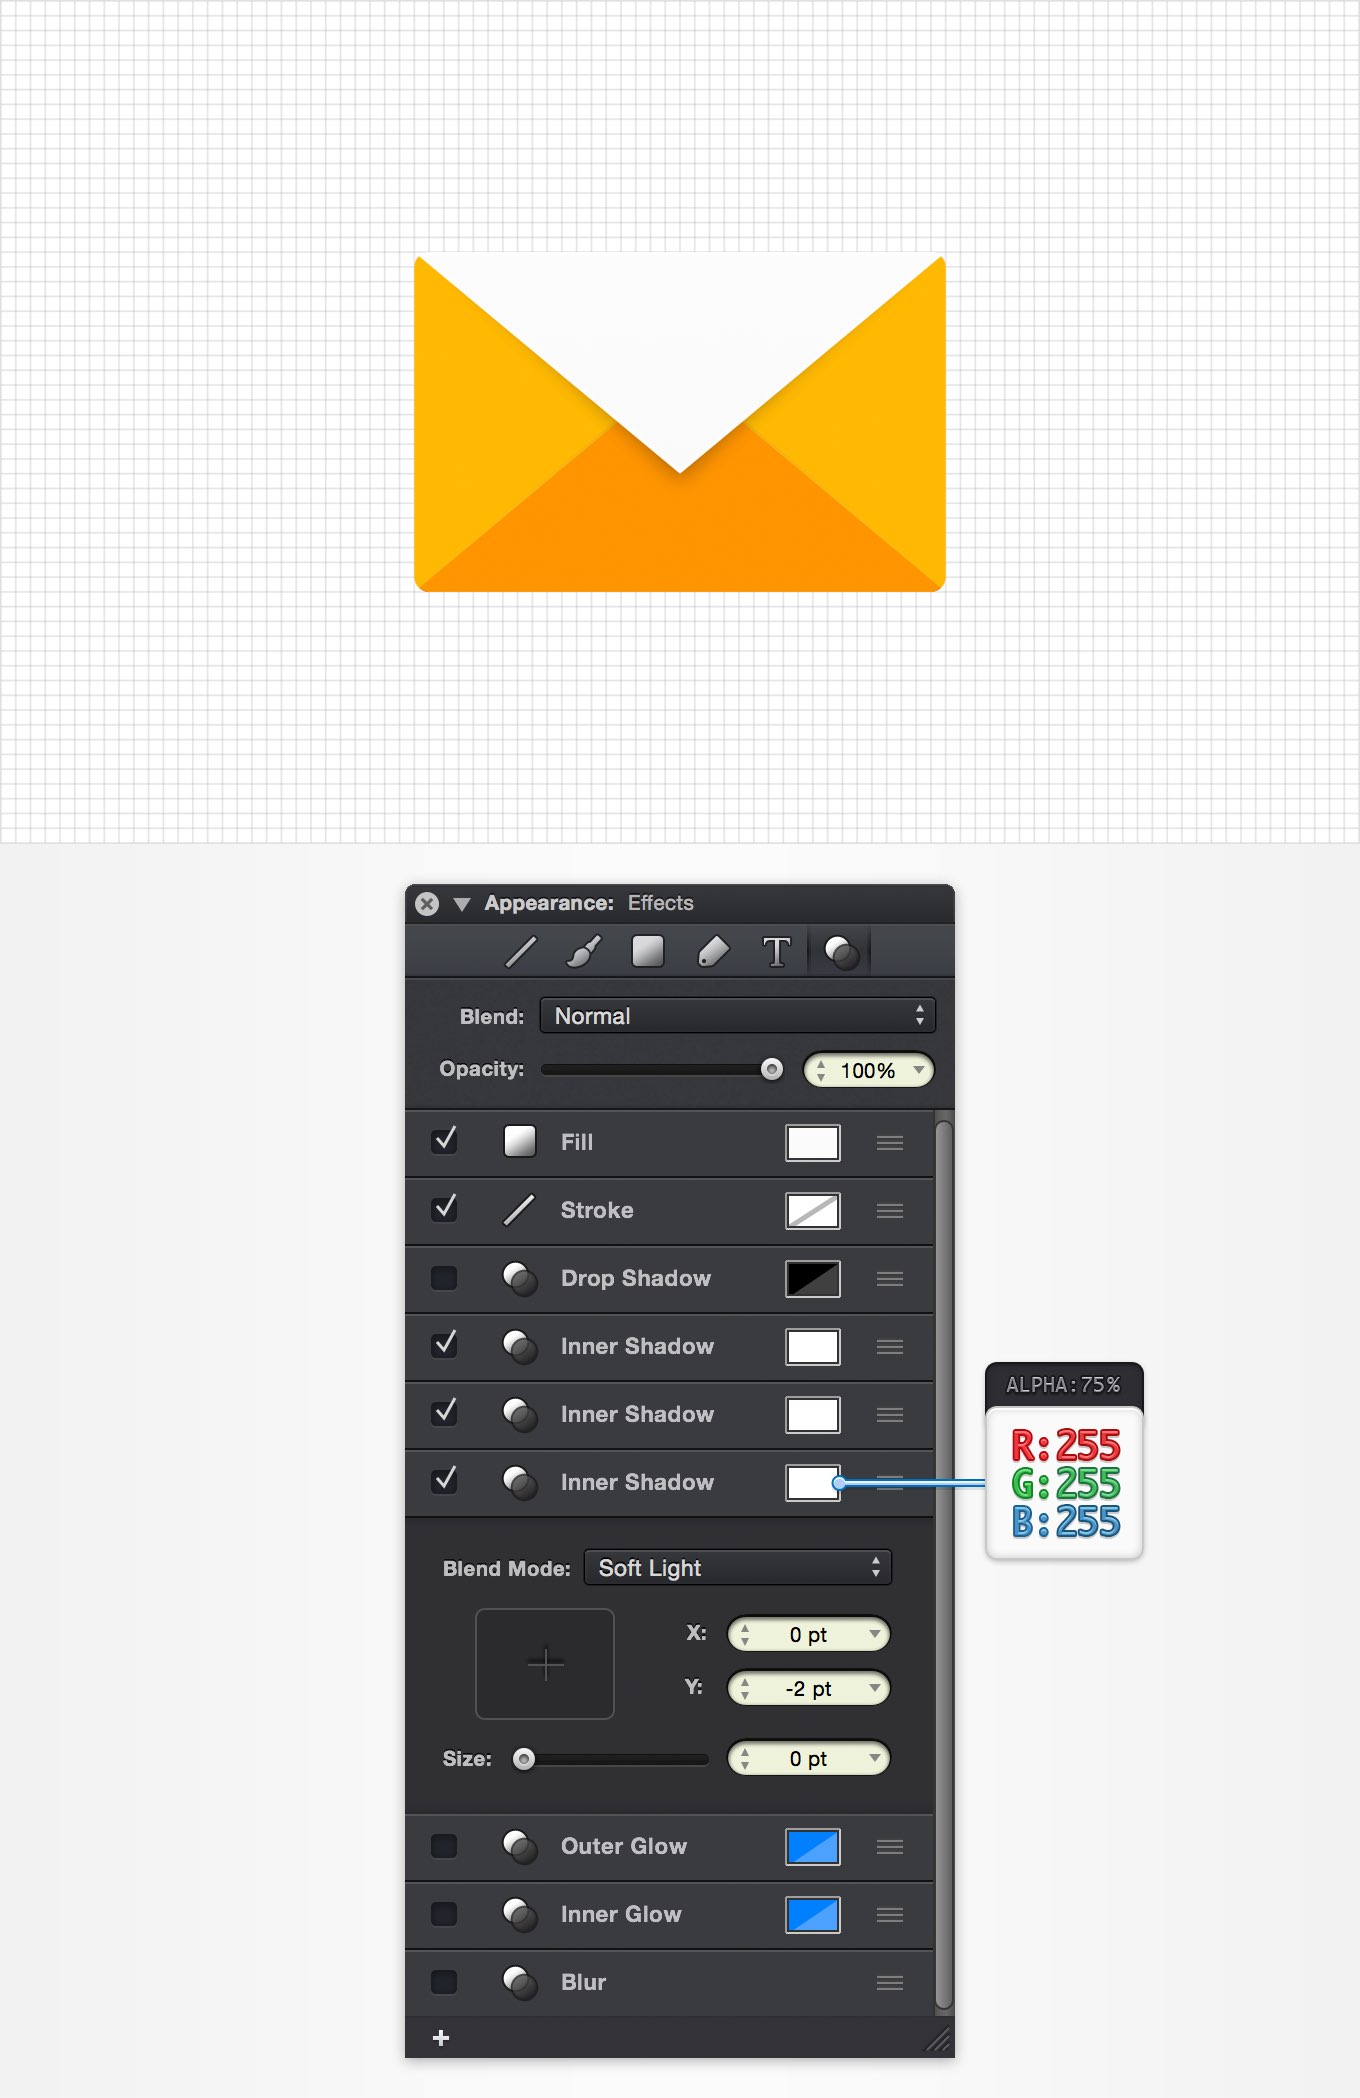 Appearance: Effects
T
Blend: Normal
Opacity: 100%
Fill
Stroke
Drop Shadow
Inner Shadow
Inner Shadow
Inner Shadow
ALPHA:75%
R:255
G:255
B:255
Blend Mode: Soft Light
X: 0 pt
Y: -2 pt
Size: 0 pt
Outer Glow
Inner Glow
Blur
+